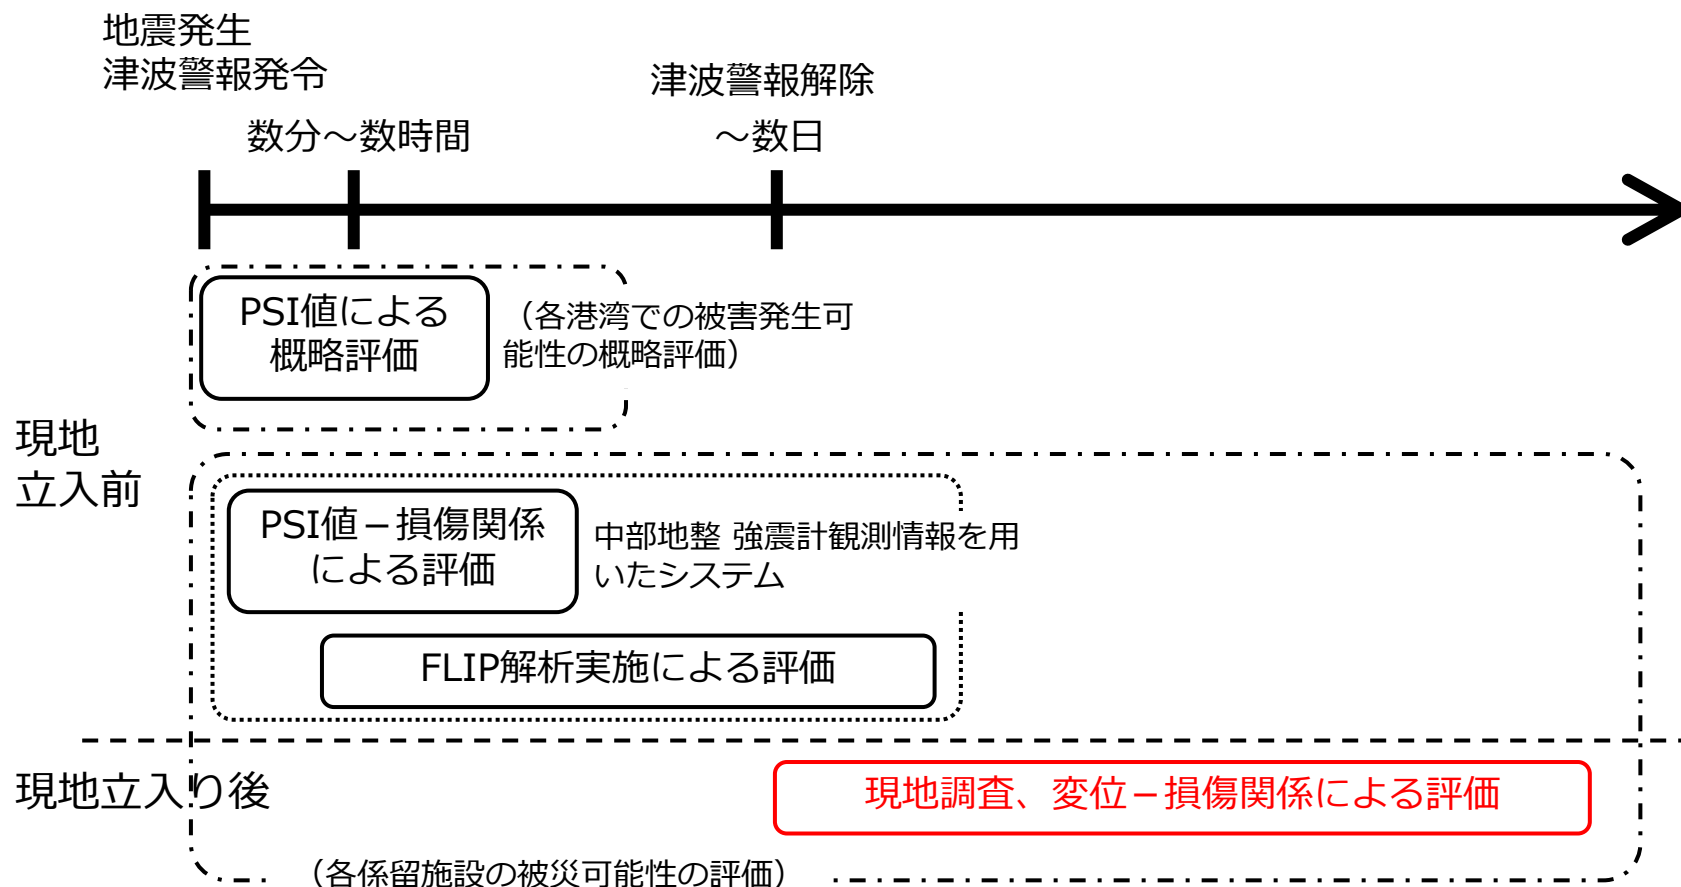 地震発生
津波警報発令
津波警報解除
数分～数時間
～数日
PSI値による
概略評価
（各港湾での被害発生可
能性の概略評価）
現地
立入前
PSI値－損傷関係
による評価
中部地整 強震計観測情報を用
いたシステム
FLIP解析実施による評価
現地立入り後
現地調査、変位－損傷関係による評価
（各係留施設の被災可能性の評価）